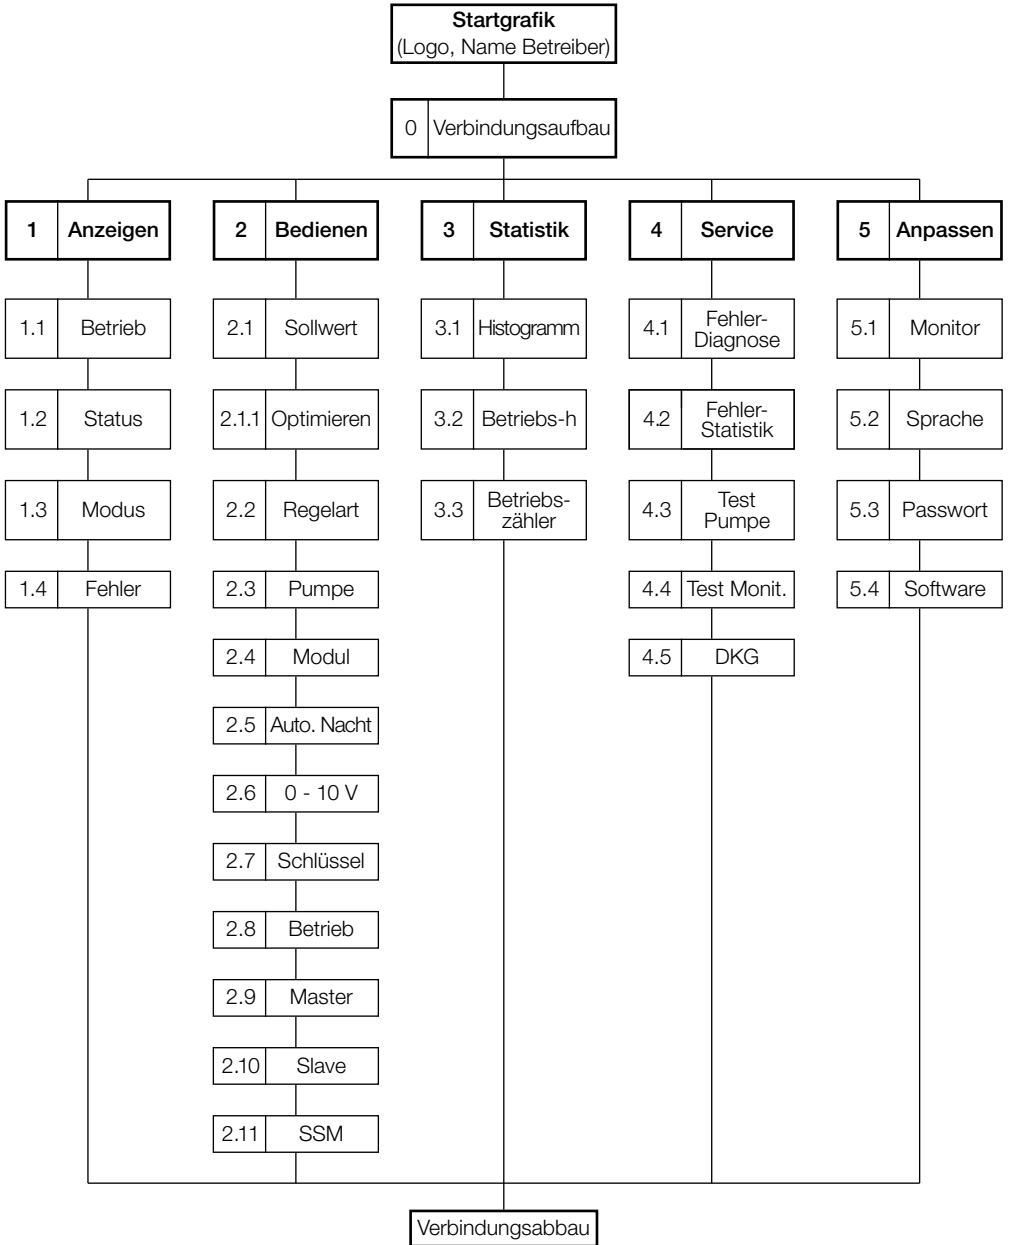 Startgrafik
(Logo, Name Betreiber)
0 Verbindungsaufbau
1 Anzeigen
1.1 Betrieb
1.2 Status
1.3 Modus
1.4 Fehler
2 Bedienen
2.1 Sollwert
2.1.1 Optimieren
2.2 Regelart
2.3 Pumpe
2.4 Modul
2.5 Auto. Nacht
2.6 0 - 10 V
2.7 Schlüssel
2.8 Betrieb
2.9 Master
2.10 Slave
2.11 SSM
3 Statistik
3.1 Histogramm
3.2 Betriebs-h
3.3 Betriebs-
zähler
4 Service
4.1 Fehler-
Diagnose
4.2 Fehler-
Statistik
4.3 Test
Pumpe
4.4 Test Monit.
4.5 DKG
5 Anpassen
5.1 Monitor
5.2 Sprache
5.3 Passwort
5.4 Software
Verbindungsabbau